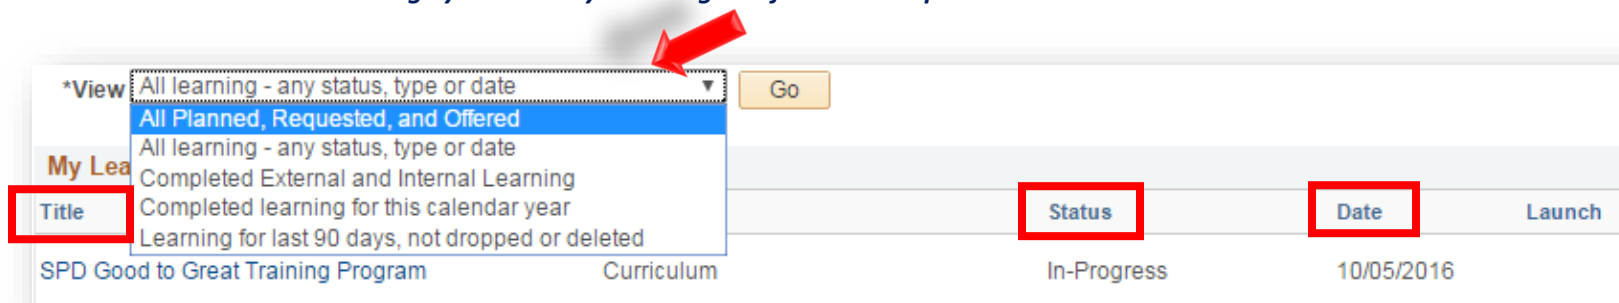 *View All learning - any status, type or date Go
All Planned, Requested, and Offered
All learning - any status, type or date
Completed External and Internal Learning
Completed learning for this calendar year
Learning for last 90 days, not dropped or deleted
My Lea
Title Status Date Launch
SPD Good to Great Training Program Curriculum In-Progress 10/05/2016